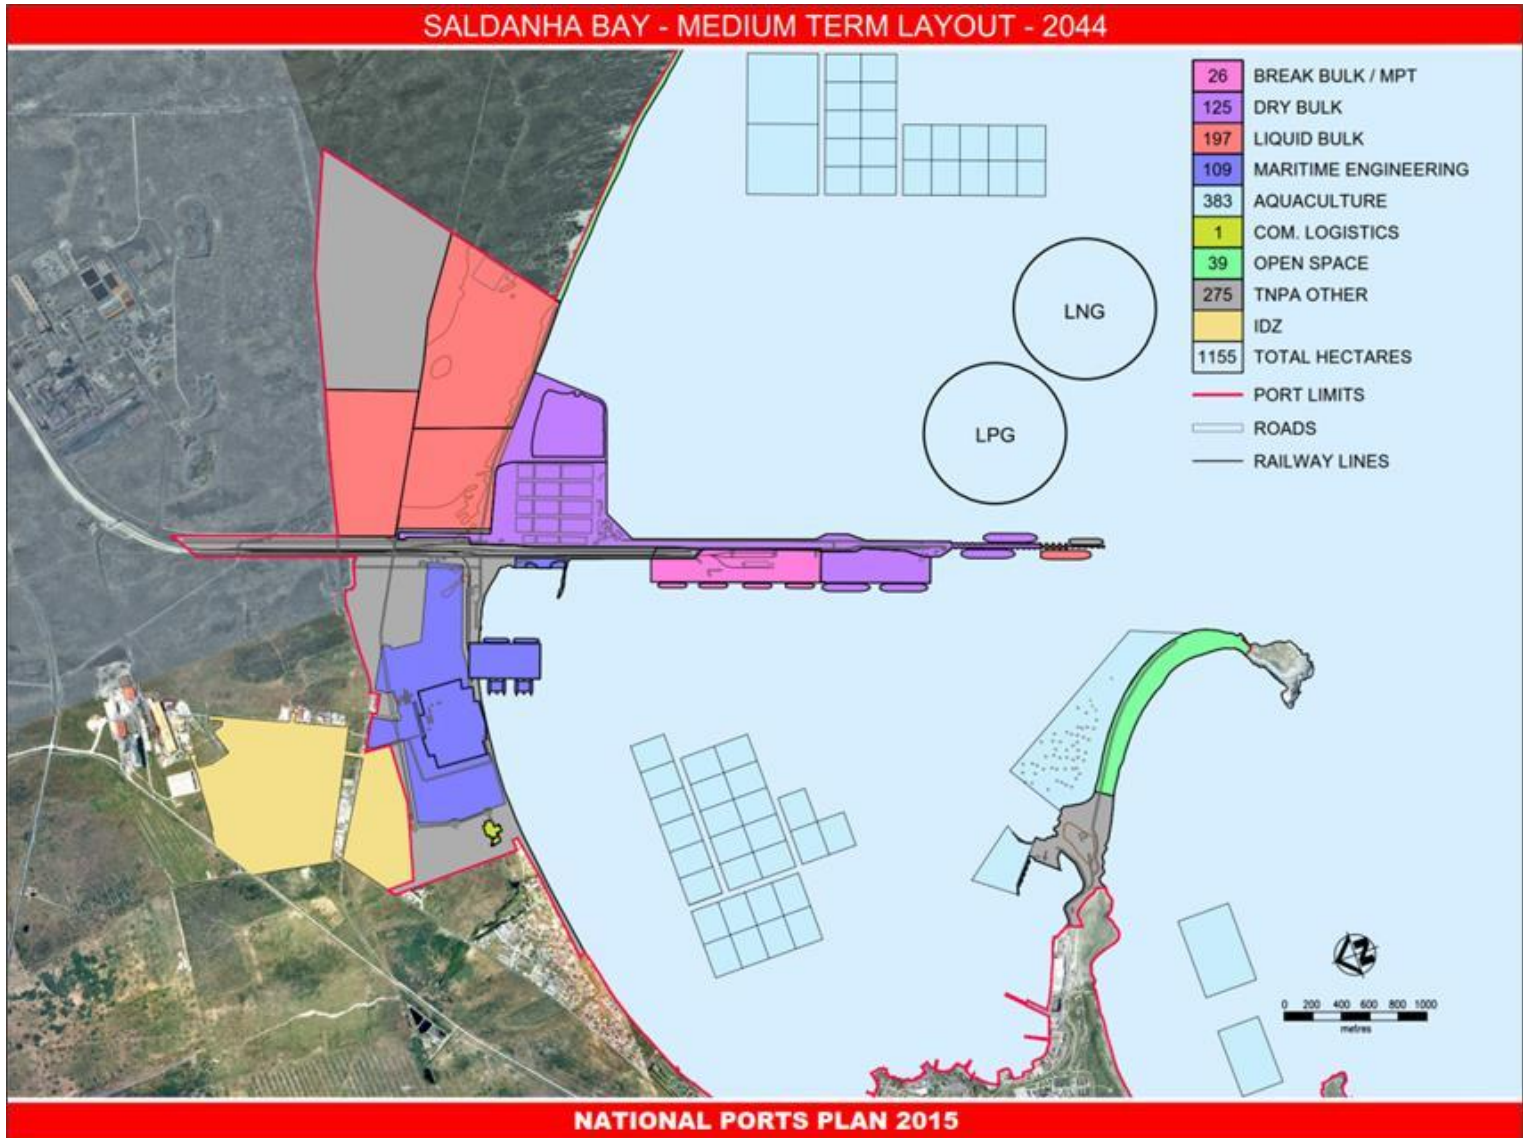 SALDANHA BAY - MEDIUM TERM LAYOUT - 2044
26 BREAK BULK / MPT
125 DRY BULK
197 LIQUID BULK
109 MARITIME ENGINEERING
383 AQUACULTURE
1 COM. LOGISTICS
39 OPEN SPACE
275 TNPA OTHER
IDZ
1155 TOTAL HECTARES
PORT LIMITS
ROADS
RAILWAY LINES
LNG
LPG
N
0 200 400 600 800 1000
metres
NATIONAL PORTS PLAN 2015